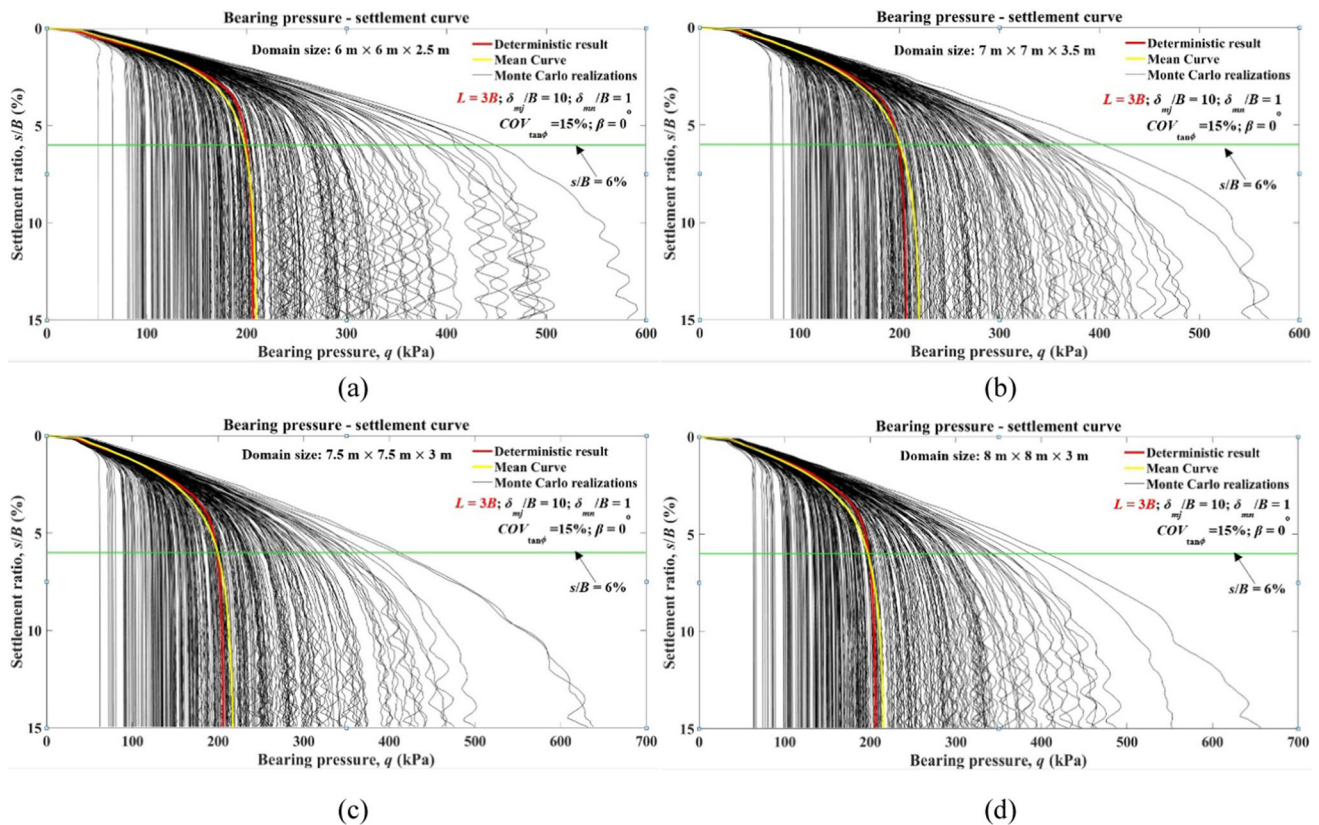 Bearing pressure - settlement curve
Domain size: 6 m × 6 m × 2.5 m
Deterministic result
Mean Curve
Monte Carlo realizations
L = 3B; δmj/B = 10; δmn/B = 1
COVtanϕ=15%; β = 0°
s/B = 6%
Settlement ratio, s/B (%)
0
5
10
15
0 100 200 300 400 500 600
Bearing pressure, q (kPa)
(a)
Bearing pressure - settlement curve
Domain size: 7 m × 7 m × 3.5 m
Deterministic result
Mean Curve
Monte Carlo realizations
L = 3B; δmj/B = 10; δmn/B = 1
COVtanϕ=15%; β = 0°
s/B = 6%
Settlement ratio, s/B (%)
0
5
10
15
0 100 200 300 400 500 600
Bearing pressure, q (kPa)
(b)
Bearing pressure - settlement curve
Domain size: 7.5 m × 7.5 m × 3 m
Deterministic result
Mean Curve
Monte Carlo realizations
L = 3B; δmj/B = 10; δmn/B = 1
COVtanϕ=15%; β = 0°
s/B = 6%
Settlement ratio, s/B (%)
0
5
10
15
0 100 200 300 400 500 600 700
Bearing pressure, q (kPa)
(c)
Bearing pressure - settlement curve
Domain size: 8 m × 8 m × 3 m
Deterministic result
Mean Curve
Monte Carlo realizations
L = 3B; δmj/B = 10; δmn/B = 1
COVtanϕ=15%; β = 0°
s/B = 6%
Settlement ratio, s/B (%)
0
5
10
15
0 100 200 300 400 500 600 700
Bearing pressure, q (kPa)
(d)